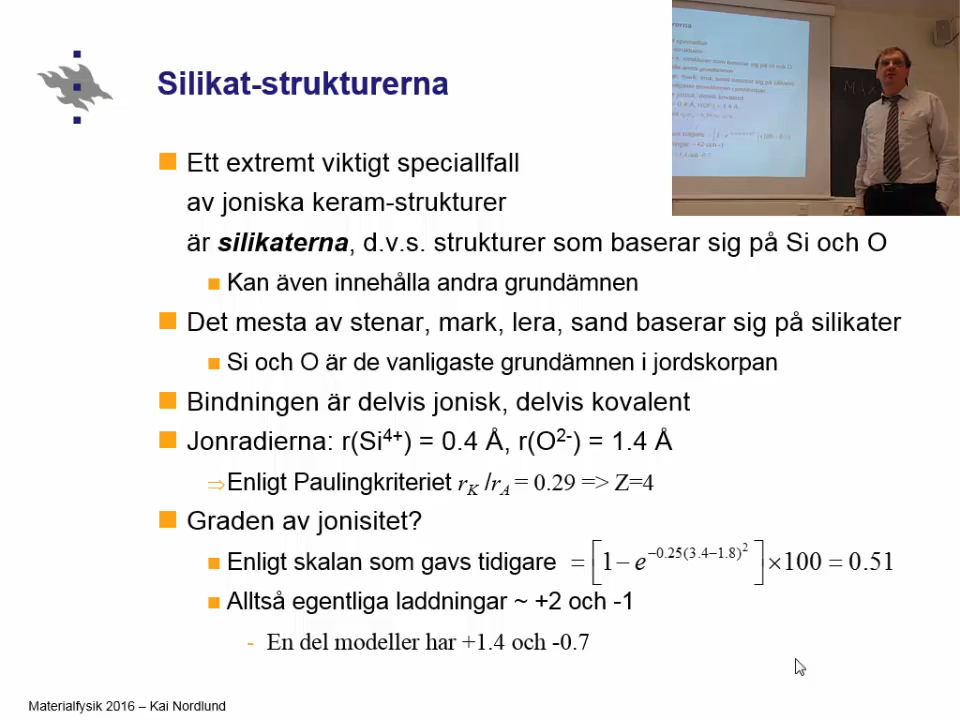 Silikat-strukturerna
Ett extremt viktigt speciallfall
av joniska keram-strukturer
är silikaterna, d.v.s. strukturer som baserar sig på Si och O
Kan även innehålla andra grundämnen
Det mesta av stenar, mark, lera, sand baserar sig på silikater
Si och O är de vanligaste grundämnen i jordskorpan
Bindningen är delvis jonisk, delvis kovalent
Jonradierna: r(Si⁴⁺) = 0.4 Å, r(O²⁻) = 1.4 Å
⇒Enligt Paulingkriteriet r_K /r_A = 0.29 => Z=4
Graden av jonisitet?
Enligt skalan som gavs tidigare = [1 − e^{−0.25(3.4−1.8)²}]×100 = 0.51
Alltså egentliga laddningar ~ +2 och -1
- En del modeller har +1.4 och -0.7
Materialfysik 2016 – Kai Nordlund